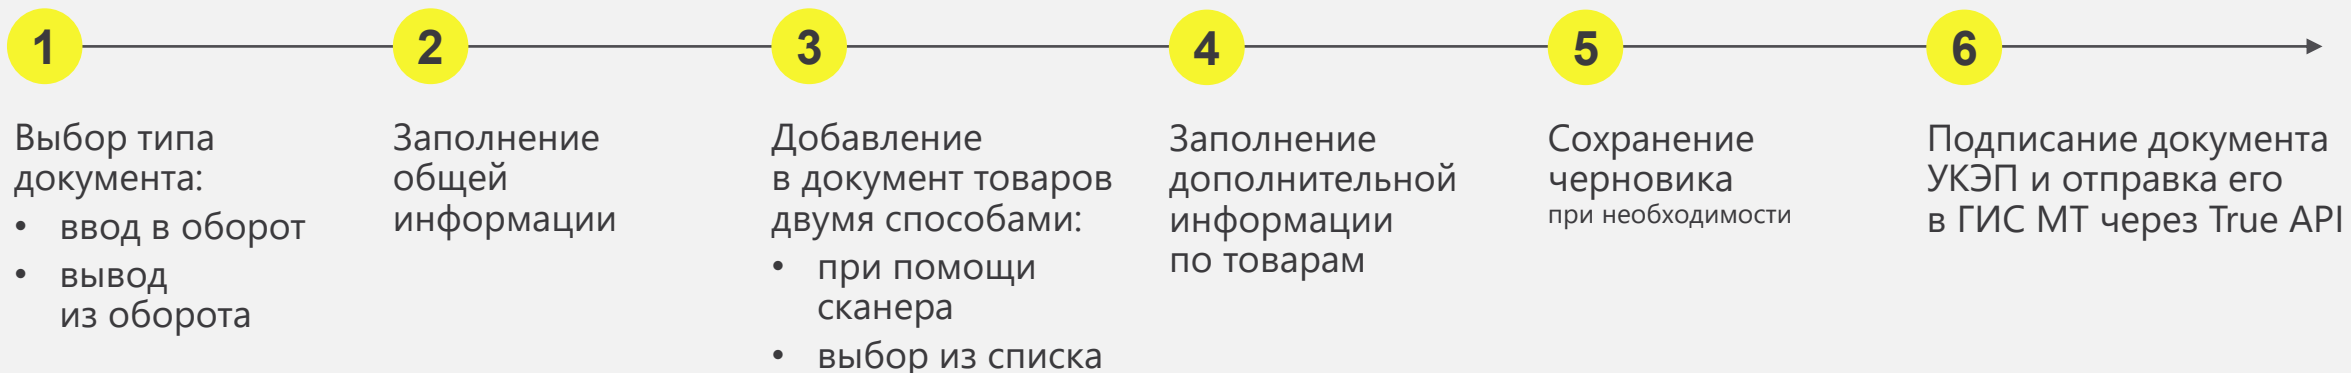 1
Выбор типа
документа:
• ввод в оборот
• вывод
из оборота
2
Заполнение
общей
информации
3
Добавление
в документ товаров
двумя способами:
• при помощи
сканера
• выбор из списка
4
Заполнение
дополнительной
информации
по товарам
5
Сохранение
черновика
при необходимости
6
Подписание документа
УКЭП и отправка его
в ГИС МТ через True API